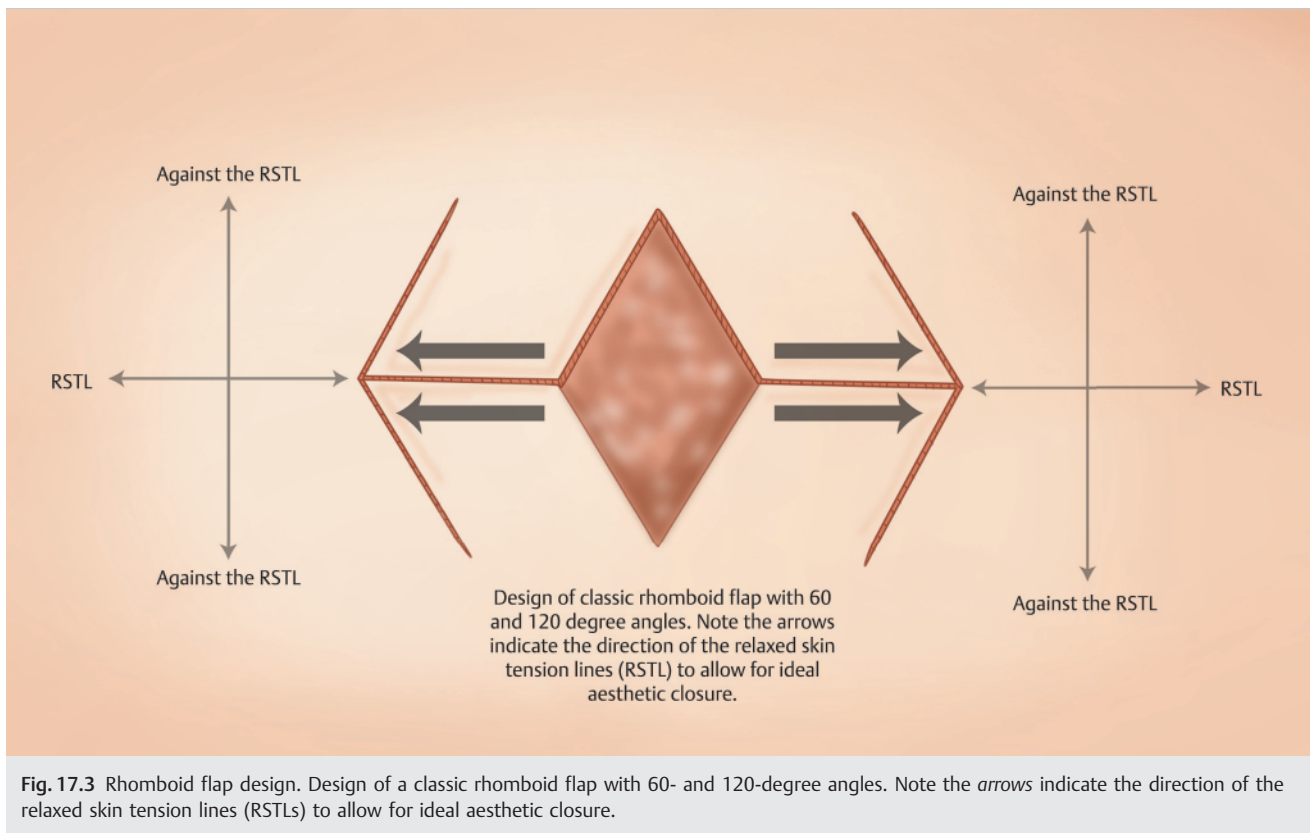 Against the RSTL
Against the RSTL
RSTL
RSTL
Against the RSTL
Against the RSTL
Design of classic rhomboid flap with 60
and 120 degree angles. Note the arrows
indicate the direction of the relaxed skin
tension lines (RSTL) to allow for ideal
aesthetic closure.
Fig. 17.3 Rhomboid flap design. Design of a classic rhomboid flap with 60- and 120-degree angles. Note the arrows indicate the direction of the
relaxed skin tension lines (RSTLs) to allow for ideal aesthetic closure.